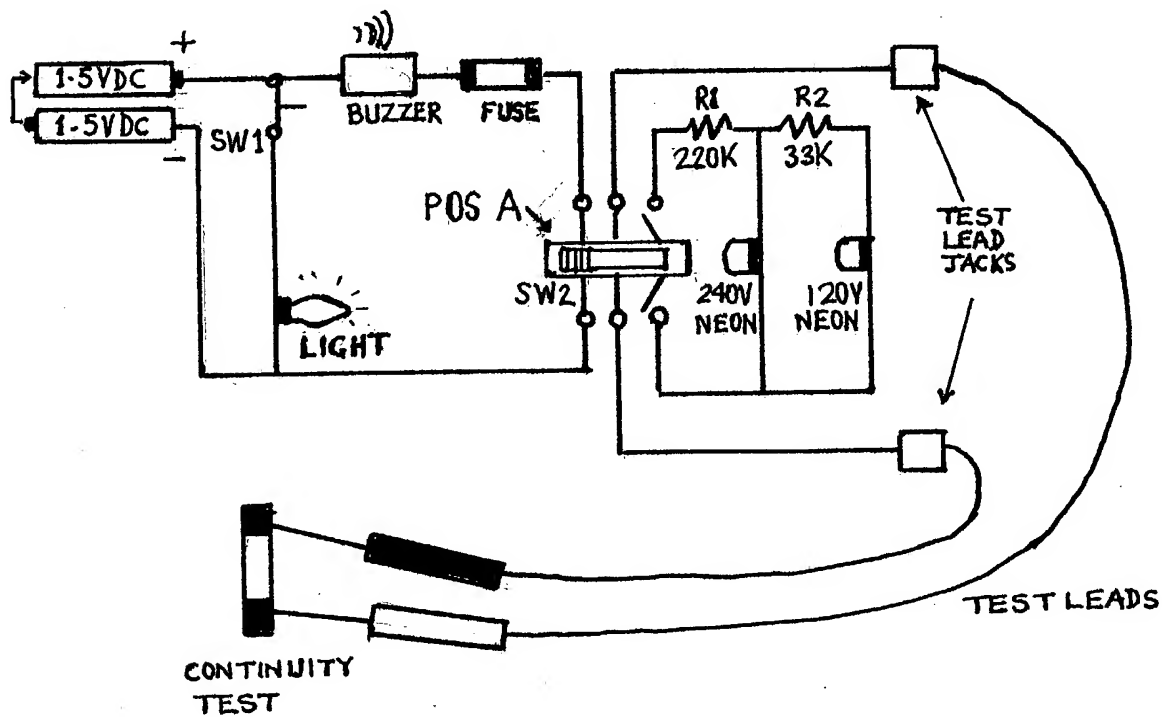 +
1.5VDC
BUZZER
FUSE
R1
R2
1.5VDC
SW1
220K
33K
−
POS A
TEST
LEAD
JACKS
SW2
240V
NEON
120V
NEON
LIGHT
TEST LEADS
CONTINUITY
TEST